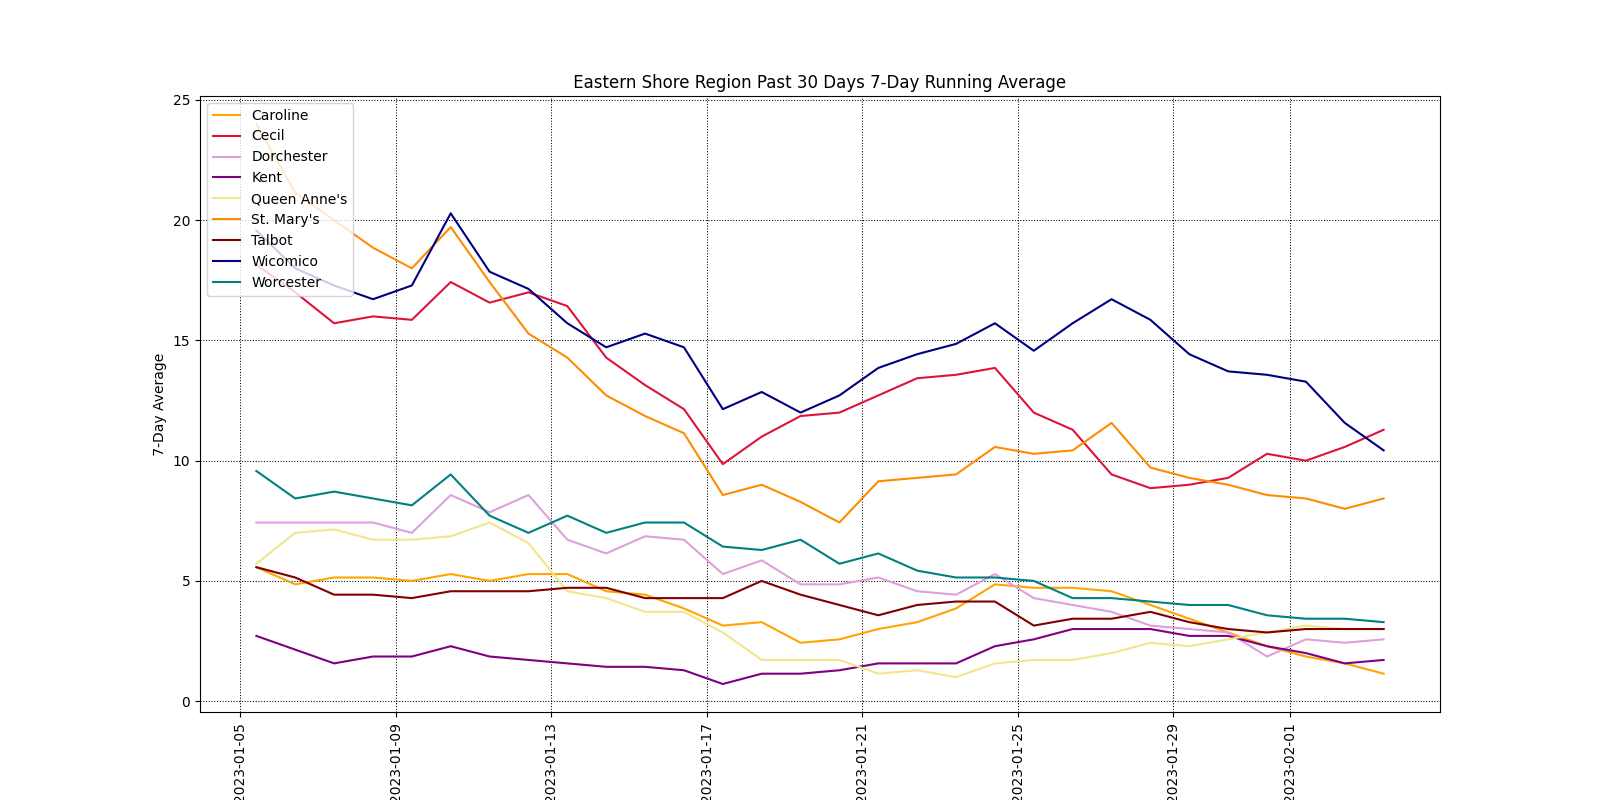 Eastern Shore Region Past 30 Days 7-Day Running Average
25
20
15
10
5
0
7-Day Average
Caroline
Cecil
Dorchester
Kent
Queen Anne's
St. Mary's
Talbot
Wicomico
Worcester
2023-01-05
2023-01-09
2023-01-13
2023-01-17
2023-01-21
2023-01-25
2023-01-29
2023-02-01